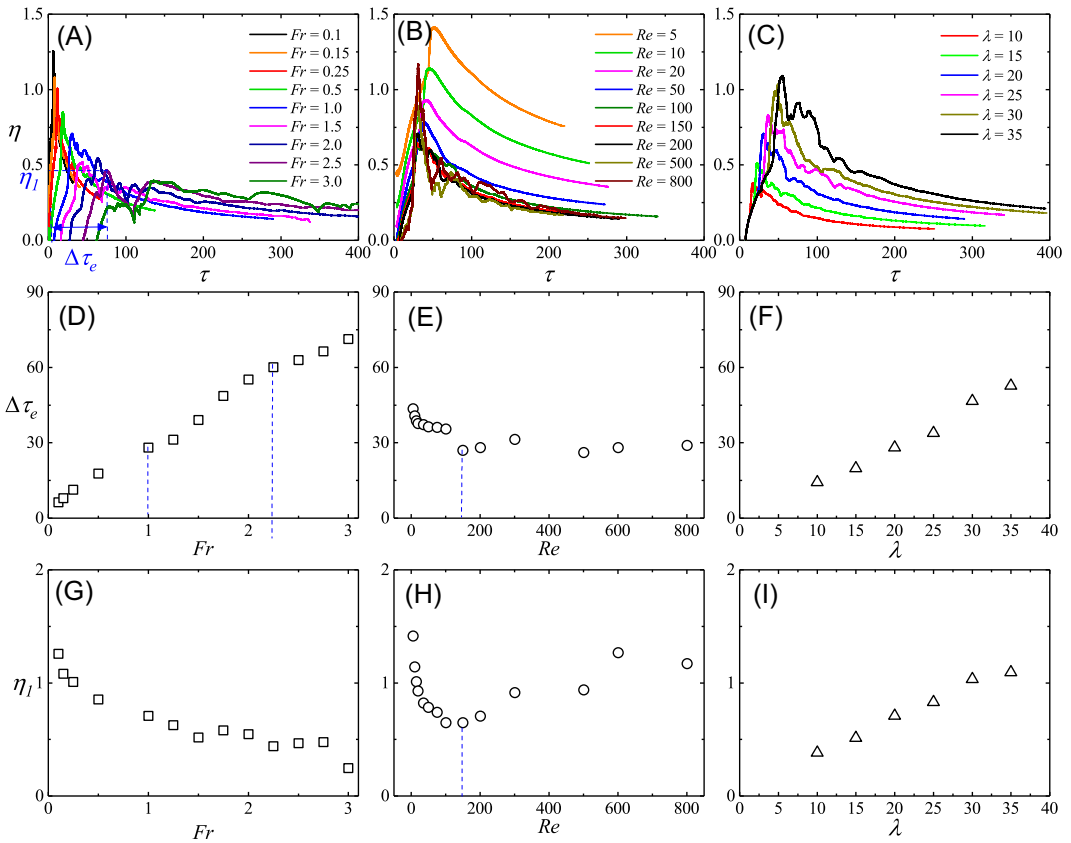 (A)
Fr = 0.1
Fr = 0.15
Fr = 0.25
Fr = 0.5
Fr = 1.0
Fr = 1.5
Fr = 2.0
Fr = 2.5
Fr = 3.0
1.5
1.0
0.5
0.0
η
η₁
Δτₑ
0 100 200 300 400
τ
(B)
Re = 5
Re = 10
Re = 20
Re = 50
Re = 100
Re = 150
Re = 200
Re = 500
Re = 800
1.5
1.0
0.5
0.0
0 100 200 300 400
τ
(C)
λ = 10
λ = 15
λ = 20
λ = 25
λ = 30
λ = 35
1.5
1.0
0.5
0.0
0 100 200 300 400
τ
(D)
90
60
30
0
Δτₑ
0 1 2 3
Fr
(E)
90
60
30
0
0 200 400 600 800
Re
(F)
90
60
30
0
0 5 10 15 20 25 30 35 40
λ
(G)
2
1
0
η₁
0 1 2 3
Fr
(H)
2
1
0
0 200 400 600 800
Re
(I)
2
1
0
0 5 10 15 20 25 30 35 40
λ